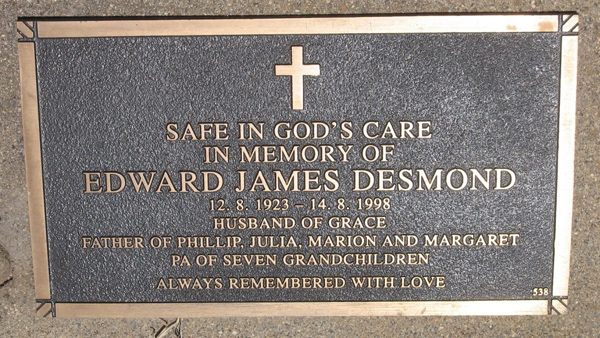 SAFE IN GOD'S CARE
IN MEMORY OF
EDWARD JAMES DESMOND
12. 8. 1923 – 14. 8. 1998
HUSBAND OF GRACE
FATHER OF PHILLIP, JULIA, MARION AND MARGARET
PA OF SEVEN GRANDCHILDREN
ALWAYS REMEMBERED WITH LOVE
538